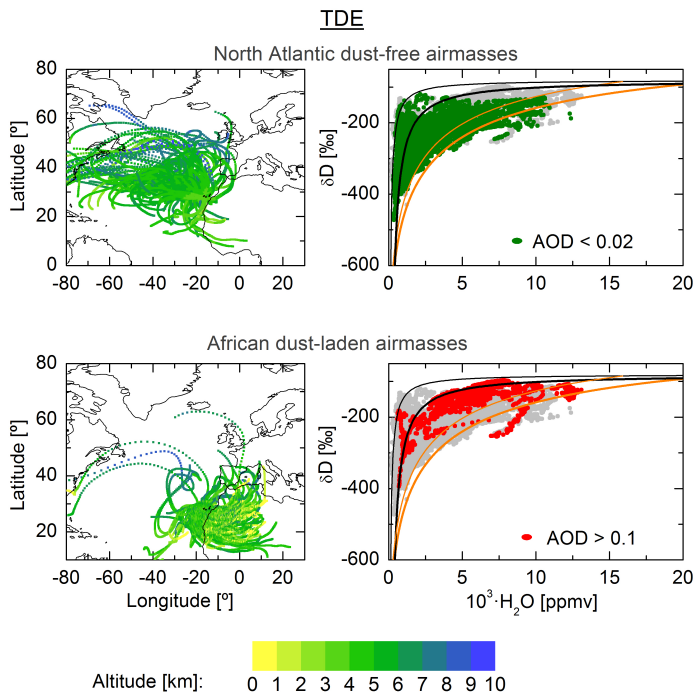 TDE
North Atlantic dust-free airmasses
80
60
40
20
0
Latitude [º]
-80 -60 -40 -20 0 20
0
-200
-400
-600
δD [‰]
AOD < 0.02
0 5 10 15 20
African dust-laden airmasses
80
60
40
20
Latitude [º]
-80 -60 -40 -20 0 20
Longitude [º]
-200
-400
-600
δD [‰]
AOD > 0.1
0 5 10 15 20
10³·H₂O [ppmv]
Altitude [km]:
0 1 2 3 4 5 6 7 8 9 10